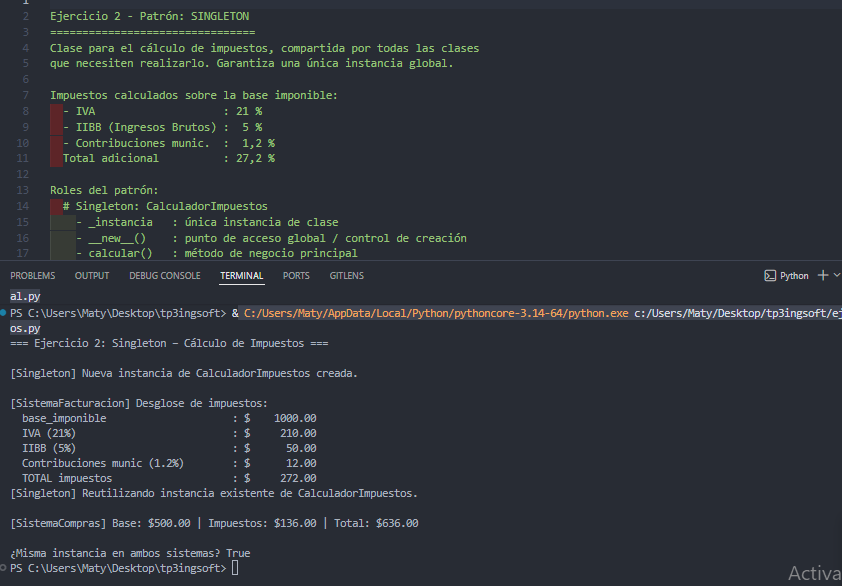 1
2 Ejercicio 2 - Patrón: SINGLETON
3 ================================
4 Clase para el cálculo de impuestos, compartida por todas las clases
5 que necesiten realizarlo. Garantiza una única instancia global.
6
7 Impuestos calculados sobre la base imponible:
8 - IVA : 21 %
9 - IIBB (Ingresos Brutos) : 5 %
10 - Contribuciones munic. : 1,2 %
11 Total adicional : 27,2 %
12
13 Roles del patrón:
14 # Singleton: CalculadorImpuestos
15 - _instancia : única instancia de clase
16 - __new__() : punto de acceso global / control de creación
17 - calcular() : método de negocio principal
PROBLEMS OUTPUT DEBUG CONSOLE TERMINAL PORTS GITLENS Python
al.py
PS C:\Users\Maty\Desktop\tp3ingsoft> & C:/Users/Maty/AppData/Local/Python/pythoncore-3.14-64/python.exe c:/Users/Maty/Desktop/tp3ingsoft/ej
os.py
=== Ejercicio 2: Singleton – Cálculo de Impuestos ===
[Singleton] Nueva instancia de CalculadorImpuestos creada.
[SistemaFacturacion] Desglose de impuestos:
base_imponible : $ 1000.00
IVA (21%) : $ 210.00
IIBB (5%) : $ 50.00
Contribuciones munic (1.2%) : $ 12.00
TOTAL impuestos : $ 272.00
[Singleton] Reutilizando instancia existente de CalculadorImpuestos.
[SistemaCompras] Base: $500.00 | Impuestos: $136.00 | Total: $636.00
¿Misma instancia en ambos sistemas? True
PS C:\Users\Maty\Desktop\tp3ingsoft>
Activa